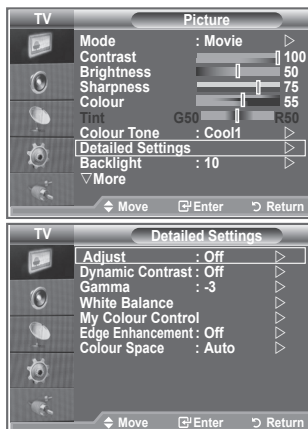 TV Picture
Mode : Movie
Contrast 100
Brightness 50
Sharpness 75
Colour 55
Tint G50 R50
Colour Tone : Cool1
Detailed Settings
Backlight : 10
▽More
Move Enter Return
TV Detailed Settings
Adjust : Off
Dynamic Contrast : Off
Gamma : -3
White Balance
My Colour Control
Edge Enhancement : Off
Colour Space : Auto
Move Enter Return